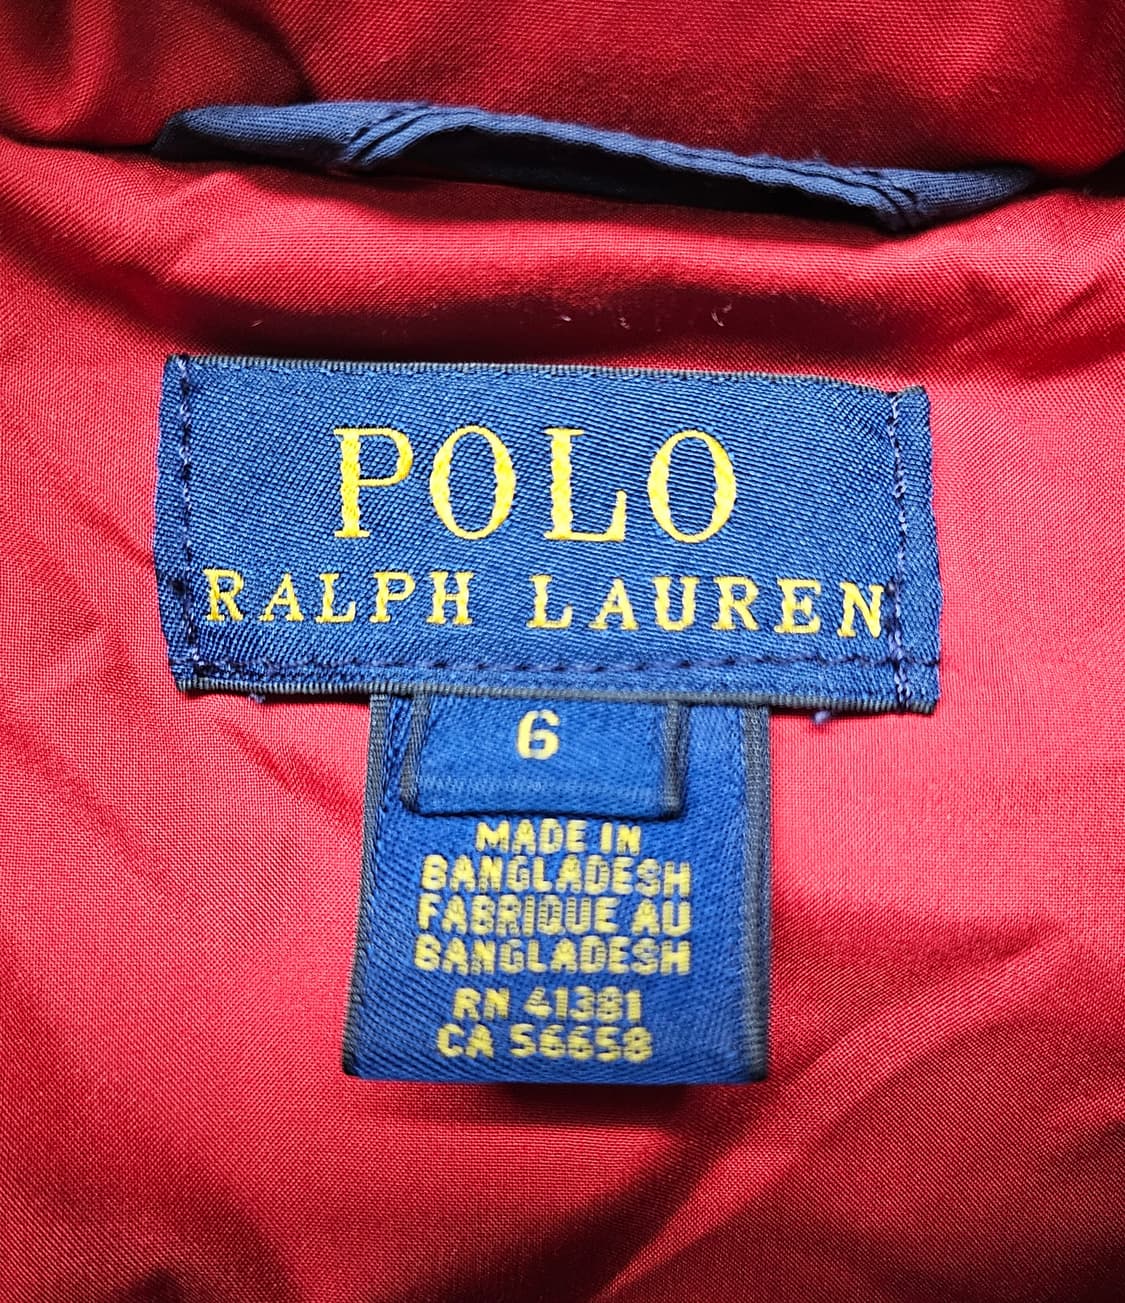 POLO
RALPH LAUREN
6
MADE IN
BANGLADESH
FABRIQUE AU
BANGLADESH
RN 41381
CA 56658